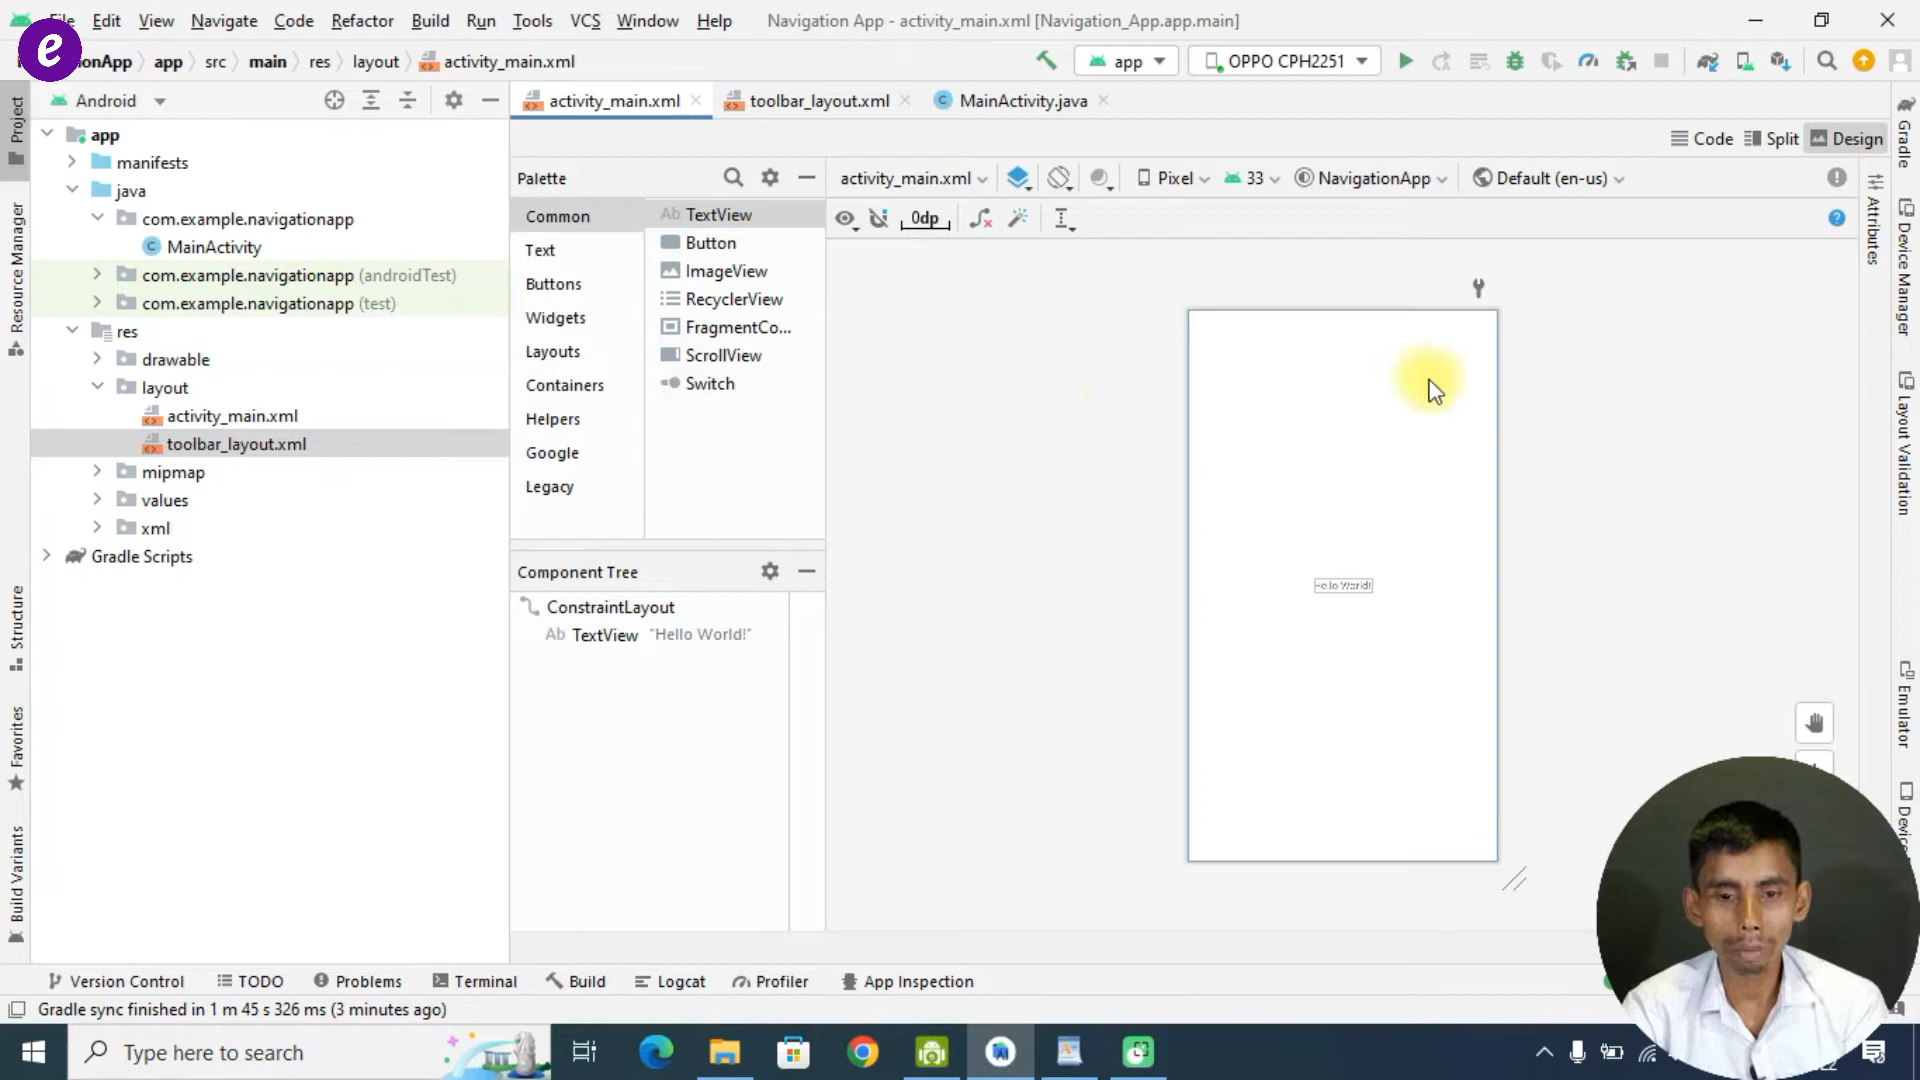 File Edit View Navigate Code Refactor Build Run Tools VCS Window Help Navigation App - activity_main.xml [Navigation_App.app.main]
e
onApp app src main res layout activity_main.xml app OPPO CPH2251
Android activity_main.xml toolbar_layout.xml MainActivity.java
Code Split Design
app
manifests
java
com.example.navigationapp
MainActivity
com.example.navigationapp (androidTest)
com.example.navigationapp (test)
res
drawable
layout
activity_main.xml
toolbar_layout.xml
mipmap
values
xml
Gradle Scripts
Palette
Common
Text
Buttons
Widgets
Layouts
Containers
Helpers
Google
Legacy
Ab TextView
Button
ImageView
RecyclerView
FragmentCo...
ScrollView
Switch
activity_main.xml Pixel 33 NavigationApp Default (en-us)
0dp
Component Tree
ConstraintLayout
Ab TextView "Hello World!"
Hello World!
Project
Resource Manager
Structure
Favorites
Build Variants
Attributes
Gradle
Device Manager
Layout Validation
Emulator
Version Control TODO Problems Terminal Build Logcat Profiler App Inspection
Gradle sync finished in 1 m 45 s 326 ms (3 minutes ago)
Type here to search